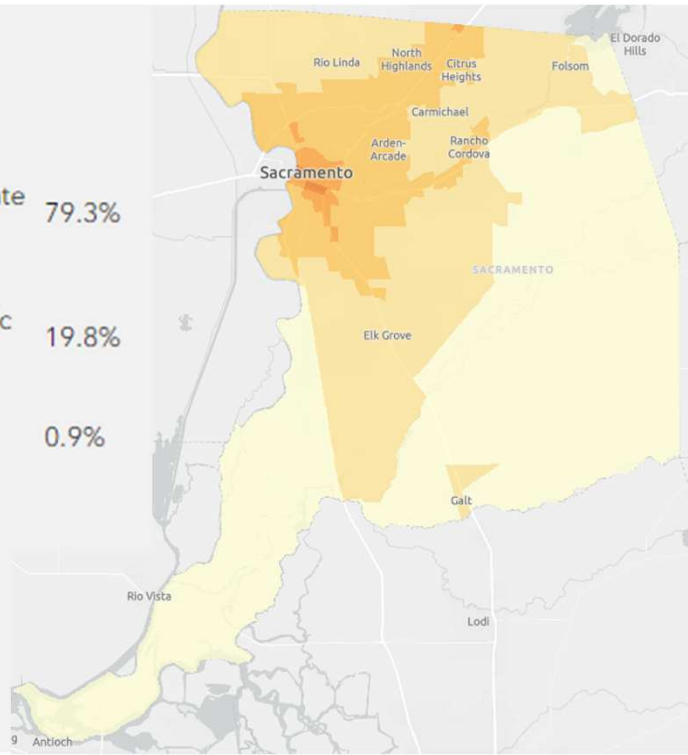 El Dorado
Hills
North
Highlands
Rio Linda
Citrus
Heights
Folsom
Carmichael
Arden-
Arcade
Rancho
Cordova
Sacramento
te
79.3%
SACRAMENTO
c
19.8%
Elk Grove
0.9%
Galt
Rio Vista
Lodi
g
Antioch